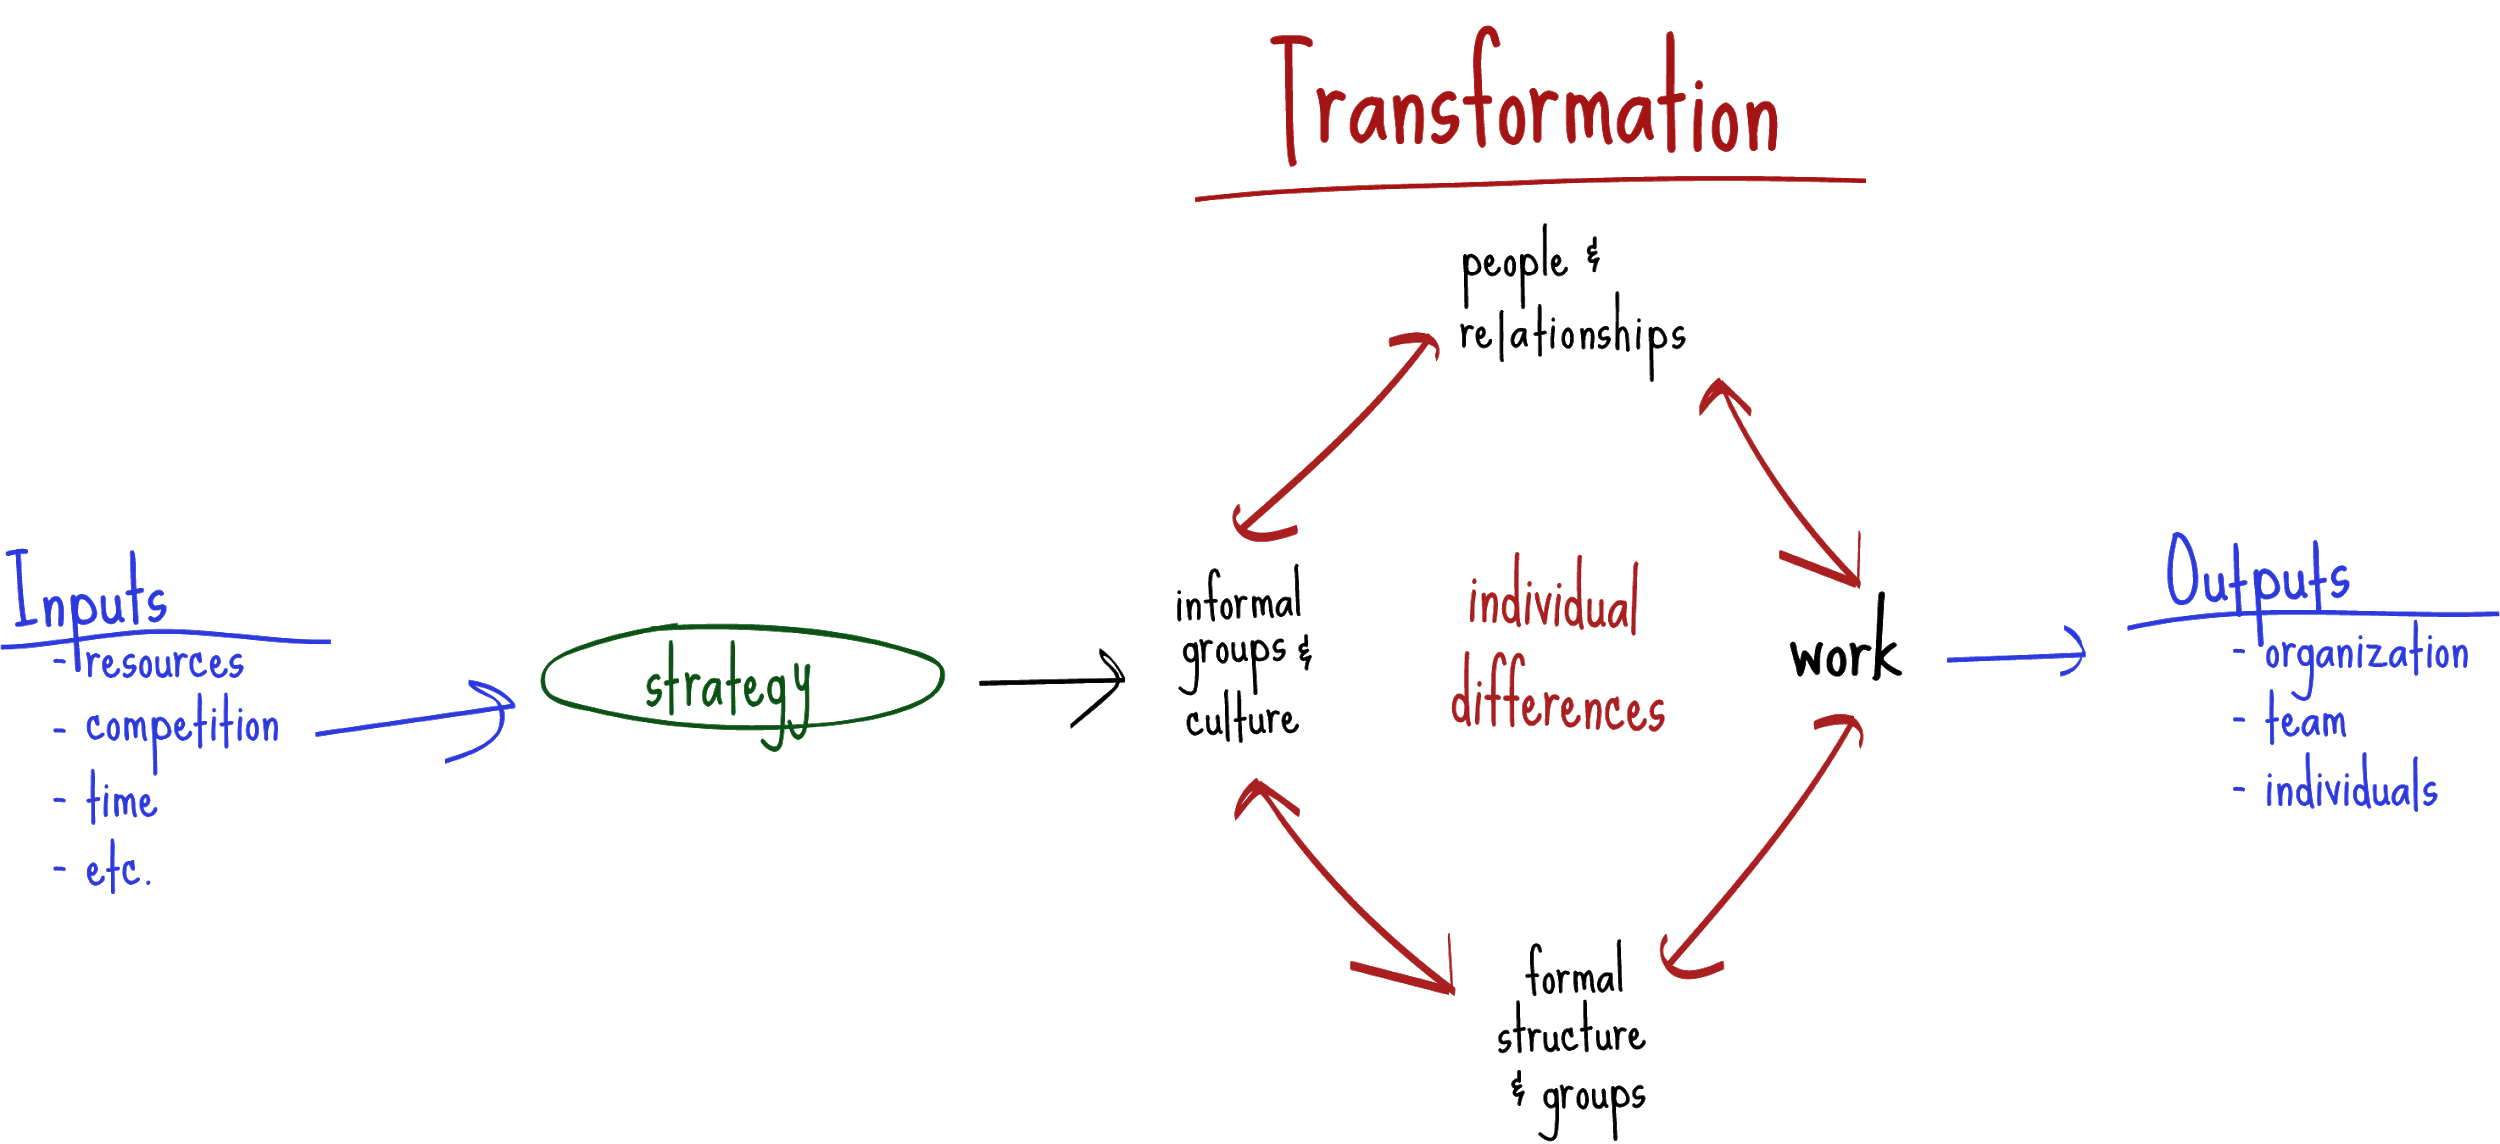 Transformation
people &
relationships
Inputs
- resources
- competition
- time
- etc.
strategy
informal
groups &
culture
individual
differences
work
formal
structure
& groups
Outputs
- organization
- team
- individuals